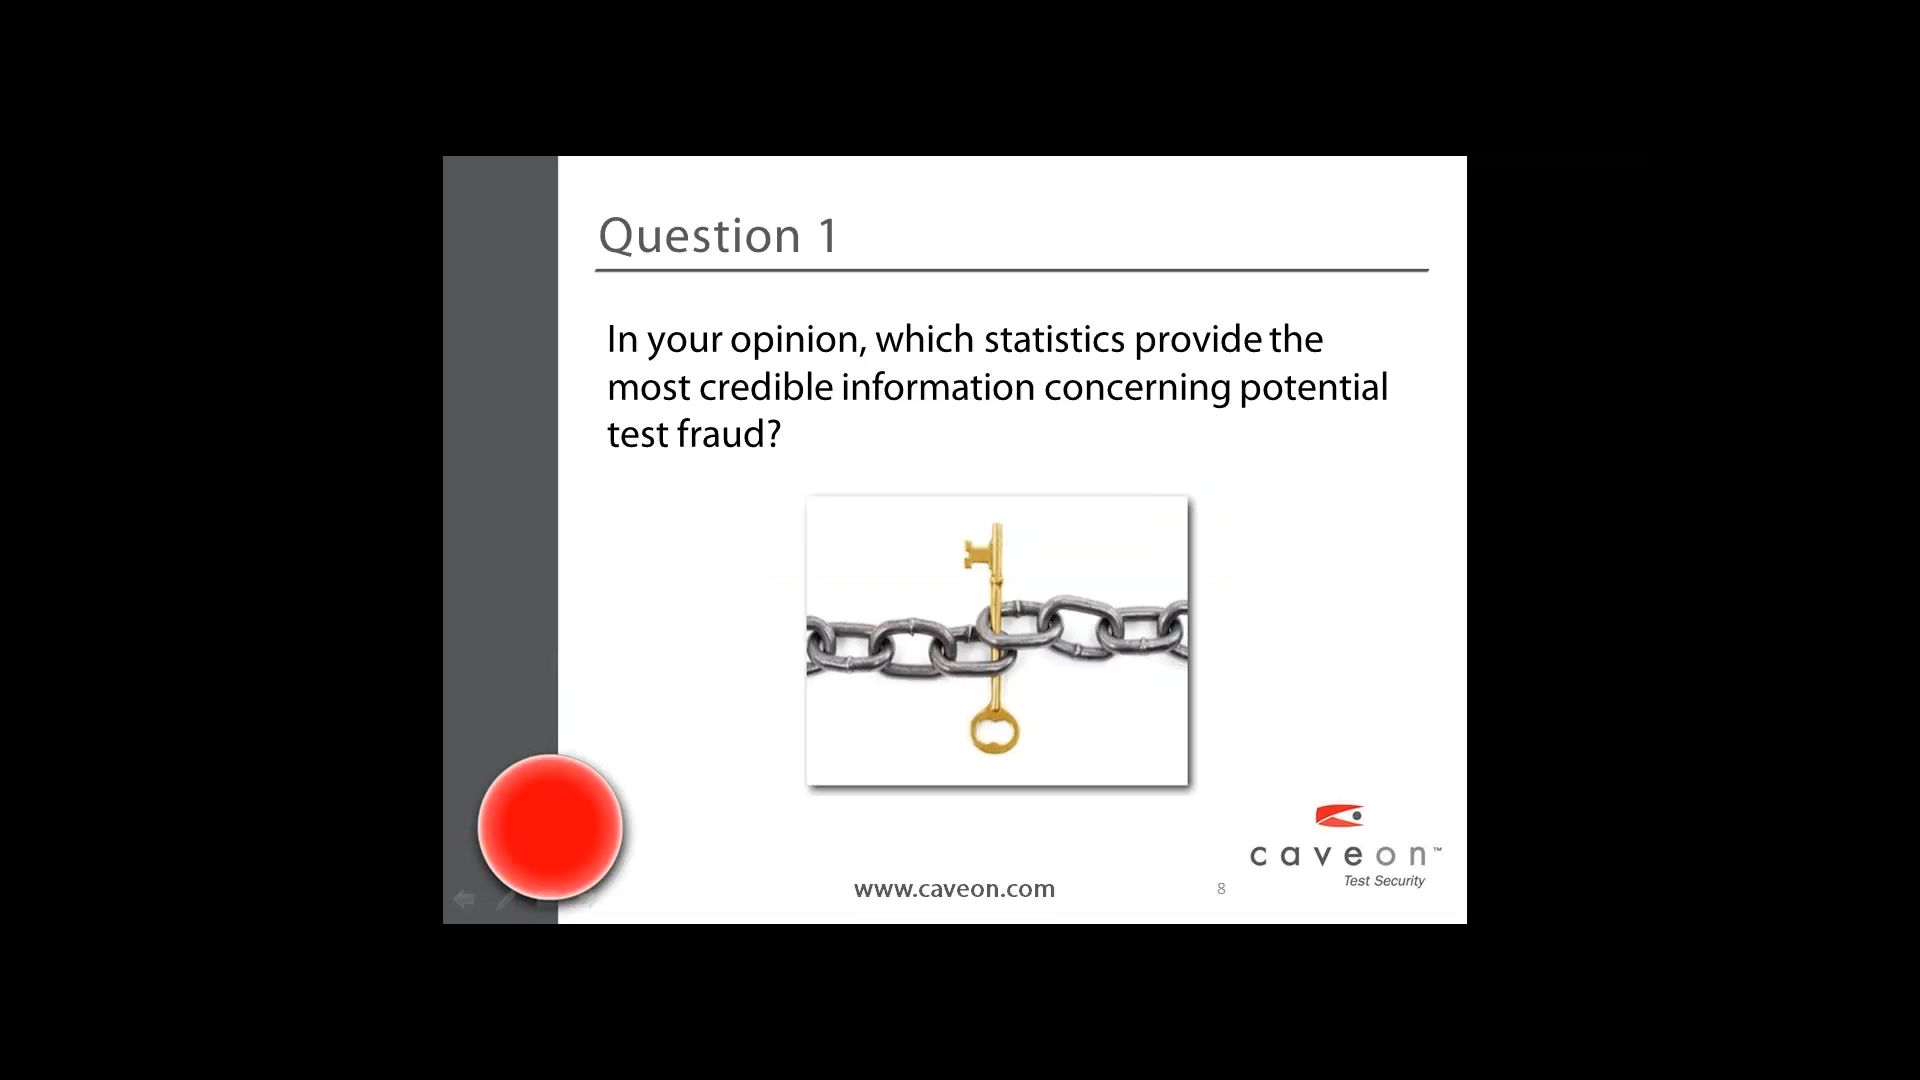 Question 1
In your opinion, which statistics provide the
most credible information concerning potential
test fraud?
caveon™
Test Security
www.caveon.com
8